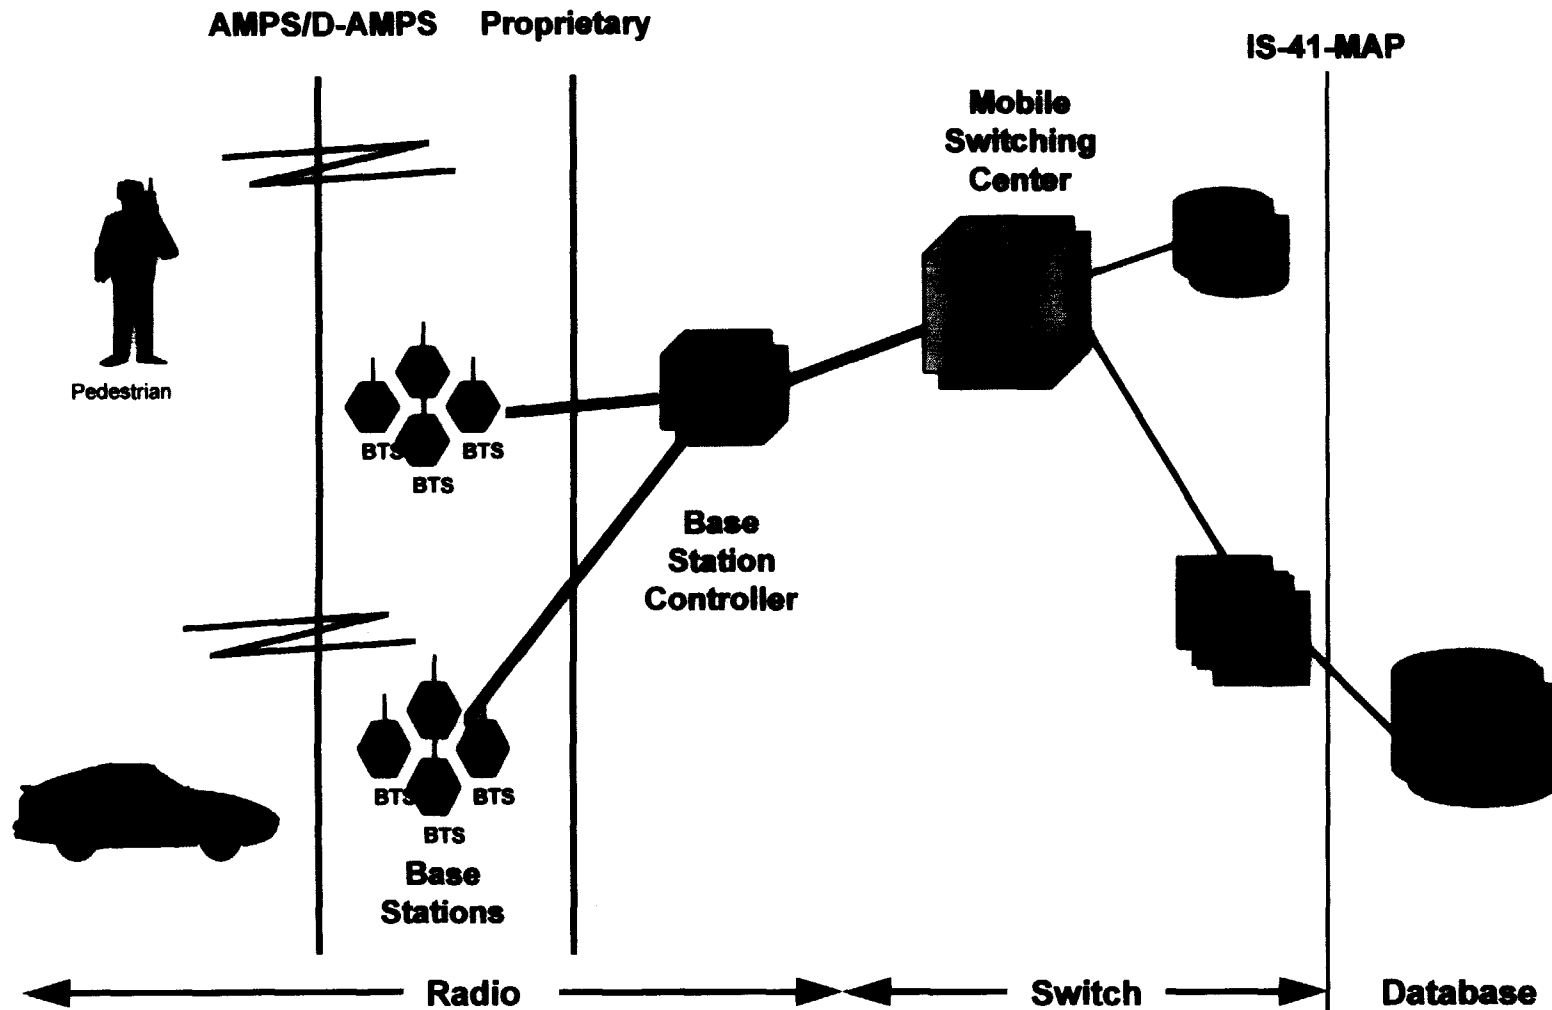 AMPS/D-AMPS
Proprietary
IS-41-MAP
Mobile
Switching
Center
Pedestrian
BTS
BTS
BTS
Base
Station
Controller
BTS
BTS
BTS
Base
Stations
Radio
Switch
Database